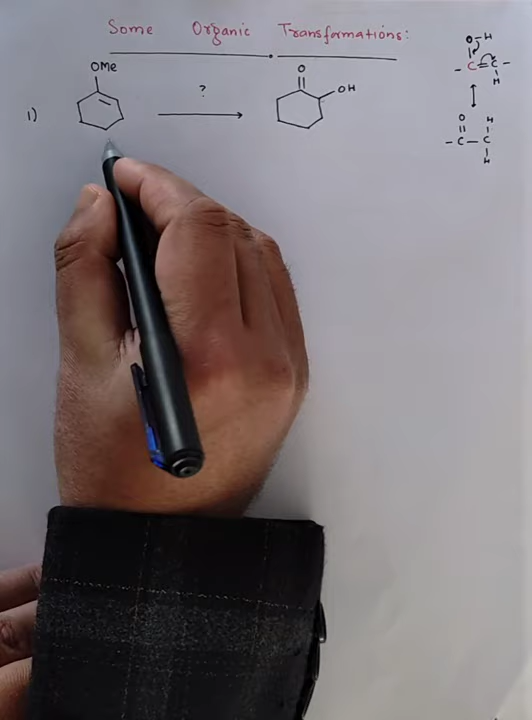 Some Organic Transformations:
OMe
?
O
OH
1)
O-H
-C=C-
H
O H
-C-C
H